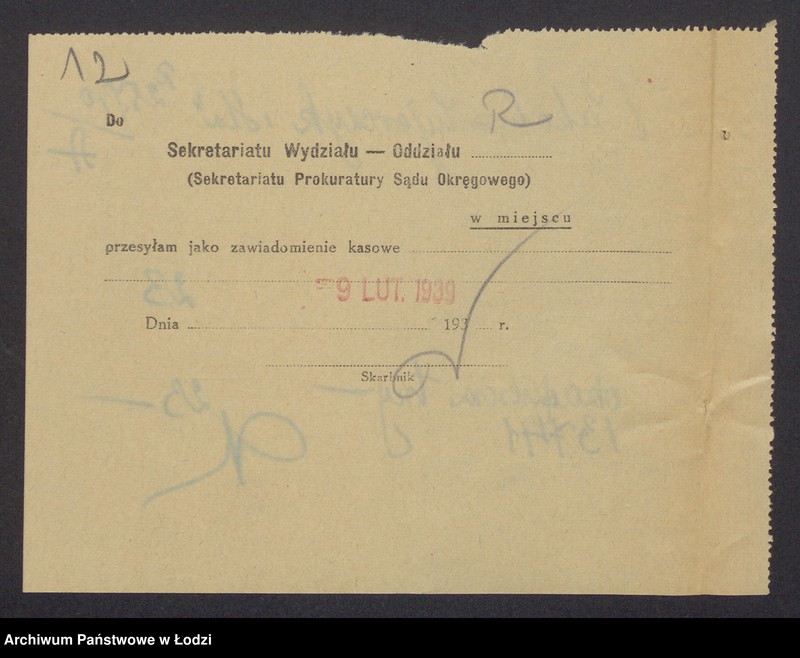 12
Do
R
Sekretariatu Wydziału — Oddziału
(Sekretariatu Prokuratury Sądu Okręgowego)
w miejscu
przesyłam jako zawiadomienie kasowe
- 9 LUT. 1939
Dnia 193 r.
Skarbnik
Archiwum Państwowe w Łodzi